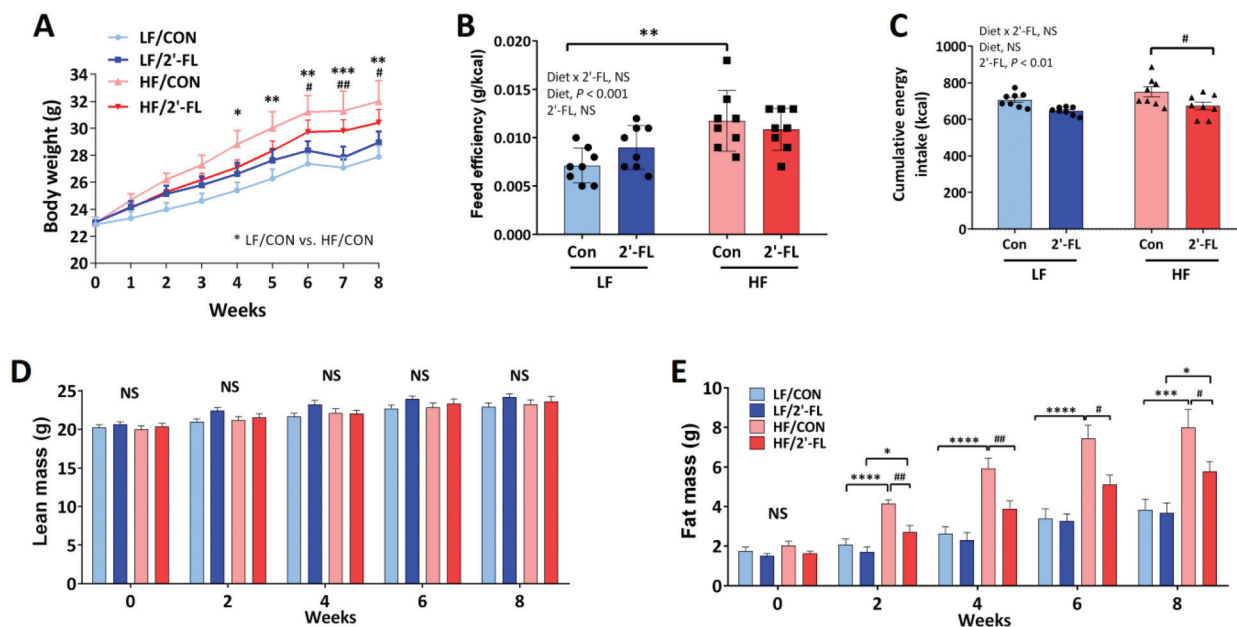 A
LF/CON
LF/2'-FL
HF/CON
HF/2'-FL
Body weight (g)
34
32
30
28
26
24
22
20
*
**
**
#
***
##
**
#
* LF/CON vs. HF/CON
0 1 2 3 4 5 6 7 8
Weeks
B
Feed efficiency (g/kcal)
0.020
0.015
0.010
0.005
0.000
**
Diet x 2'-FL, NS
Diet, P < 0.001
2'-FL, NS
Con 2'-FL Con 2'-FL
LF HF
C
Cumulative energy
intake (kcal)
1000
800
600
400
200
0
Diet x 2'-FL, NS
Diet, NS
2'-FL, P < 0.01
#
Con 2'-FL Con 2'-FL
LF HF
D
Lean mass (g)
25
20
15
10
5
0
NS NS NS NS NS
0 2 4 6 8
Weeks
E
LF/CON
LF/2'-FL
HF/CON
HF/2'-FL
Fat mass (g)
10
8
6
4
2
0
NS
****
*
##
****
##
****
#
***
*
#
0 2 4 6 8
Weeks